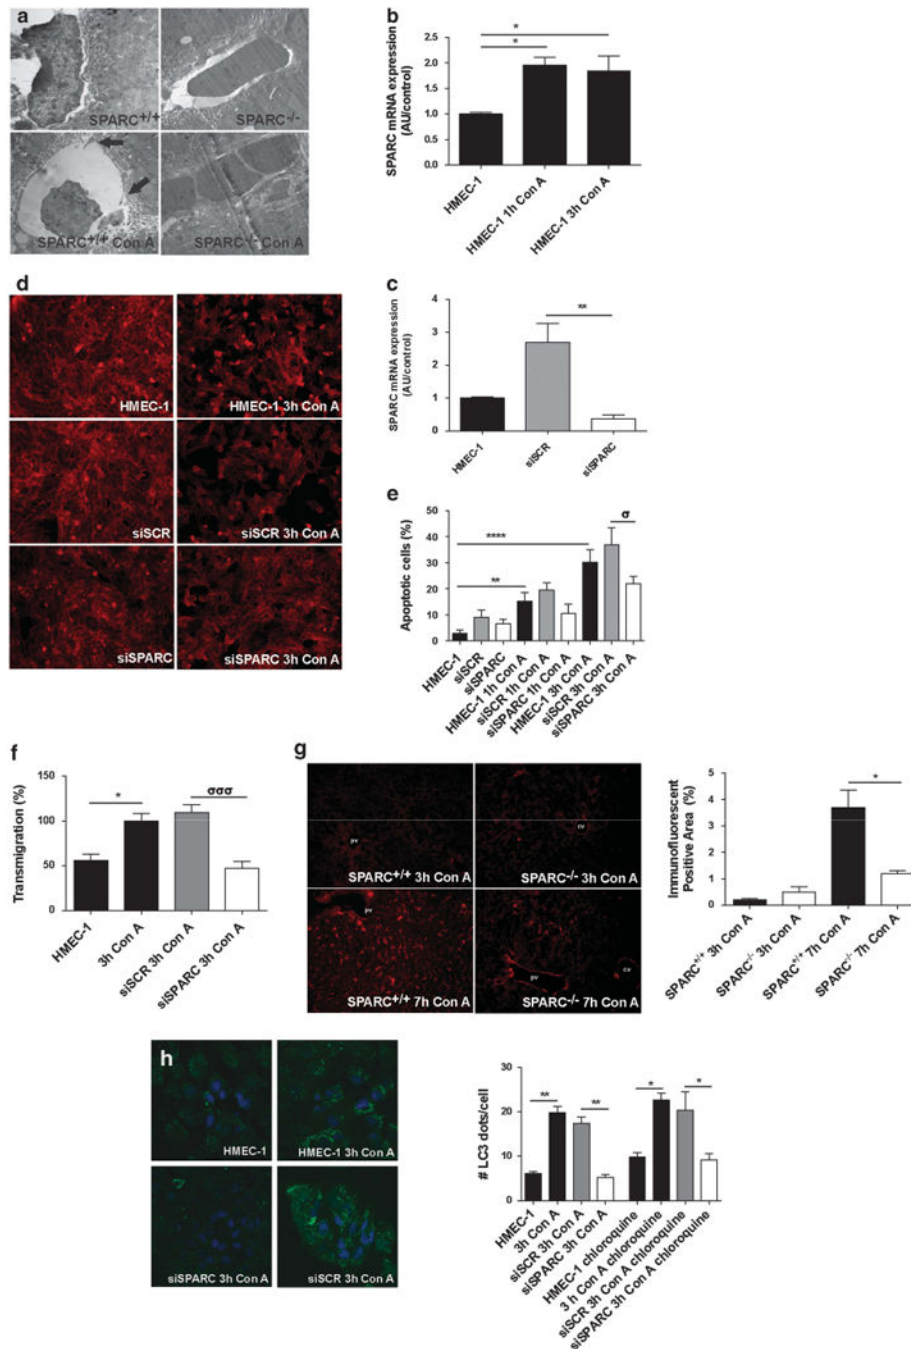 a
SPARC+/+
SPARC-/-
SPARC+/+ Con A
SPARC-/- Con A
b
SPARC mRNA expression
(AU/control)
2.5
2.0
1.5
1.0
0.5
0.0
*
*
HMEC-1
HMEC-1 1h Con A
HMEC-1 3h Con A
d
HMEC-1
HMEC-1 3h Con A
siSCR
siSCR 3h Con A
siSPARC
siSPARC 3h Con A
c
SPARC mRNA expression
(AU/control)
4
3
2
1
0
**
HMEC-1
siSCR
siSPARC
e
Apoptotic cells (%)
50
40
30
20
10
0
****
**
σ
HMEC-1
siSCR
siSPARC
HMEC-1 1h Con A
siSCR 1h Con A
siSPARC 1h Con A
HMEC-1 3h Con A
siSCR 3h Con A
siSPARC 3h Con A
f
Transmigration (%)
150
100
50
0
*
σσσ
HMEC-1
3h Con A
siSCR 3h Con A
siSPARC 3h Con A
g
pv
SPARC+/+ 3h Con A
cv
SPARC-/- 3h Con A
pv
SPARC+/+ 7h Con A
pv
cv
SPARC-/- 7h Con A
Immunofluorescent
Positive Area (%)
5
4
3
2
1
0
*
SPARC+/+ 3h Con A
SPARC-/- 3h Con A
SPARC+/+ 7h Con A
SPARC-/- 7h Con A
h
HMEC-1
HMEC-1 3h Con A
siSPARC 3h Con A
siSCR 3h Con A
# LC3 dots/cell
30
20
10
0
**
**
*
*
HMEC-1
3h Con A
siSCR 3h Con A
siSPARC 3h Con A
HMEC-1 chloroquine
3 h Con A chloroquine
siSCR 3h Con A chloroquine
siSPARC 3h Con A chloroquine